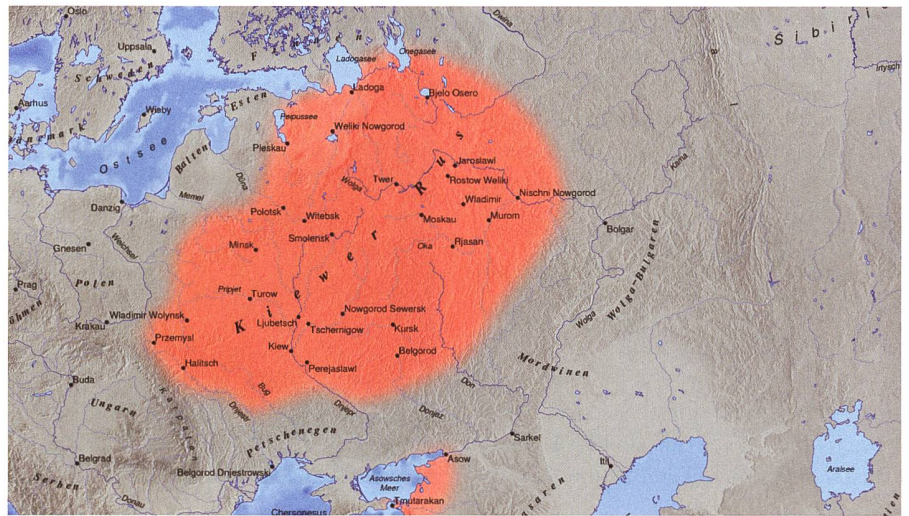 Oslo
Uppsala
Schweden
Finnen
Ladogasee
Onegasee
Dwina
Sibiri
Irtysch
Aarhus
Wisby
Esten
Ladoga
Bjelo Osero
Peipussee
Weliki Nowgorod
Pleskau
Ostsee
Balten
Düna
Memel
Danzig
Wolga
Twer
Jaroslawl
Rostow Weliki
Wladimir
Nischni Nowgorod
Kama
Polotsk
Witebsk
Moskau
Murom
Bolgar
Gnesen
Weichsel
Minsk
Smolensk
Oka
Rjasan
Wolga-Bulgaren
Kiewer Rus
Prag
Polen
Pripjet
Turow
Krakau
Wladimir Wolynsk
Ljubetsch
Nowgorod Sewersk
Tschernigow
Kursk
Wolga
Przemysl
Kiew
Belgorod
Mordwinen
Halitsch
Perejaslawl
Buda
Bug
Don
Ungarn
Karpaten
Dnjestr
Dnjepr
Donjez
Petschenegen
Sarkel
Belgrad
Belgorod Dniestrowski
Asow
Itil
Aralsee
Serben
Donau
Asowsches
Meer
Tmutarakan
Chersonesus